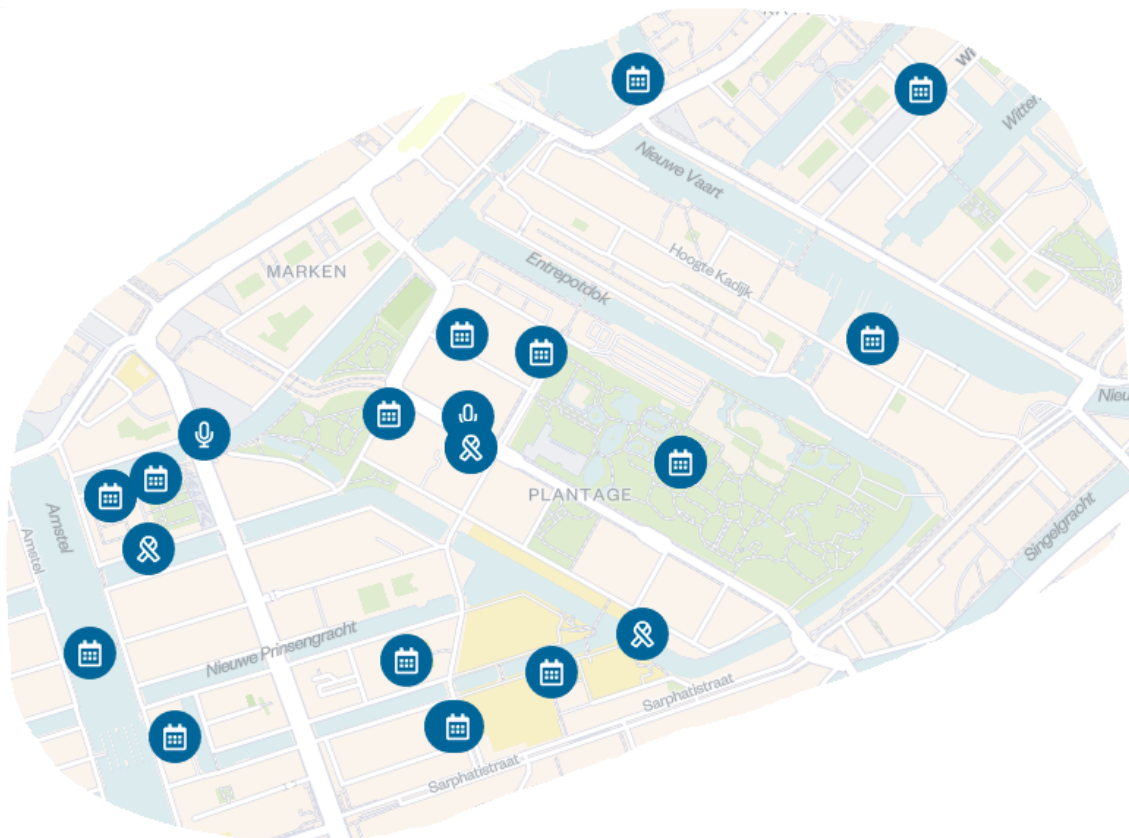 Nieuwe Vaart
MARKEN
Hoogte Kadijk
Entrepotdok
PLANTAGE
Amstel
Amstel
Singelgracht
Nieuwe Prinsengracht
Sarphatistraat
Sarphatistraat